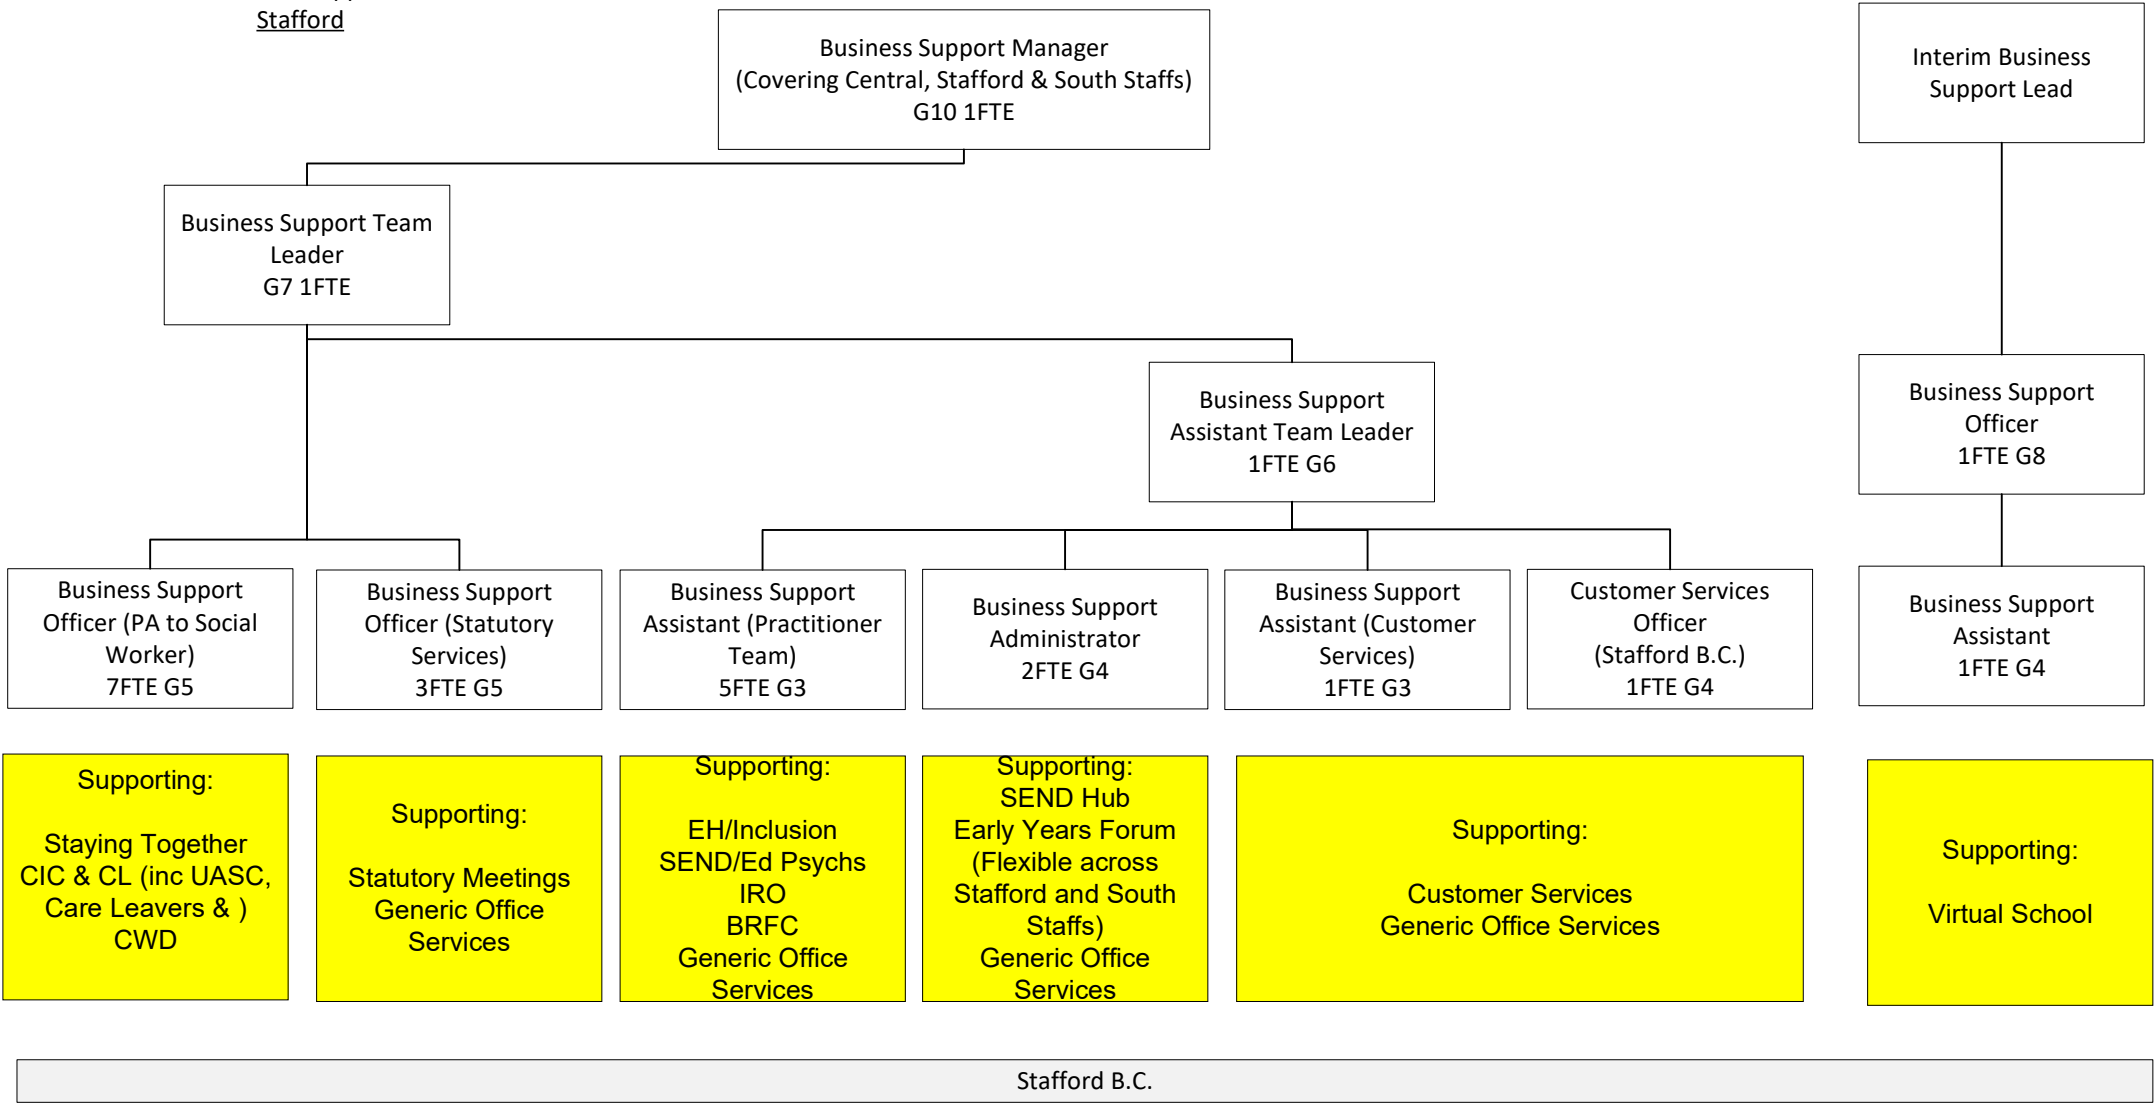 Stafford
Business Support Manager
(Covering Central, Stafford & South Staffs)
G10 1FTE
Interim Business
Support Lead
Business Support Team
Leader
G7 1FTE
Business Support
Assistant Team Leader
1FTE G6
Business Support
Officer
1FTE G8
Business Support
Officer (PA to Social
Worker)
7FTE G5
Business Support
Officer (Statutory
Services)
3FTE G5
Business Support
Assistant (Practitioner
Team)
5FTE G3
Business Support
Administrator
2FTE G4
Business Support
Assistant (Customer
Services)
1FTE G3
Customer Services
Officer
(Stafford B.C.)
1FTE G4
Business Support
Assistant
1FTE G4
Supporting:
Staying Together
CIC & CL (inc UASC,
Care Leavers & )
CWD
Supporting:
Statutory Meetings
Generic Office
Services
Supporting:
EH/Inclusion
SEND/Ed Psychs
IRO
BRFC
Generic Office
Services
Supporting:
SEND Hub
Early Years Forum
(Flexible across
Stafford and South
Staffs)
Generic Office
Services
Supporting:
Customer Services
Generic Office Services
Supporting:
Virtual School
Stafford B.C.